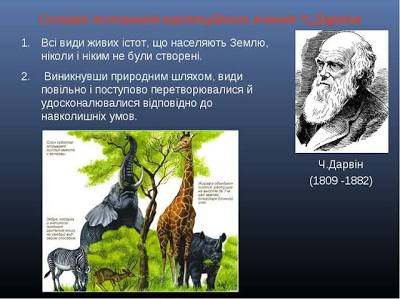 Основні положення еволюційного вчення Ч.Дарвіна
1. Всі види живих істот, що населяють Землю,
ніколи і ніким не були створені.
2. Виникнувши природним шляхом, види
повільно і поступово перетворювалися й
удосконалювалися відповідно до
навколишніх умов.
Ч.Дарвін
(1809 -1882)